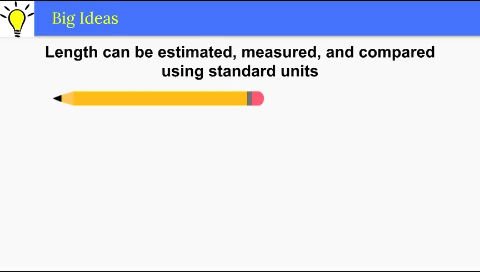 Big Ideas
Length can be estimated, measured, and compared
using standard units